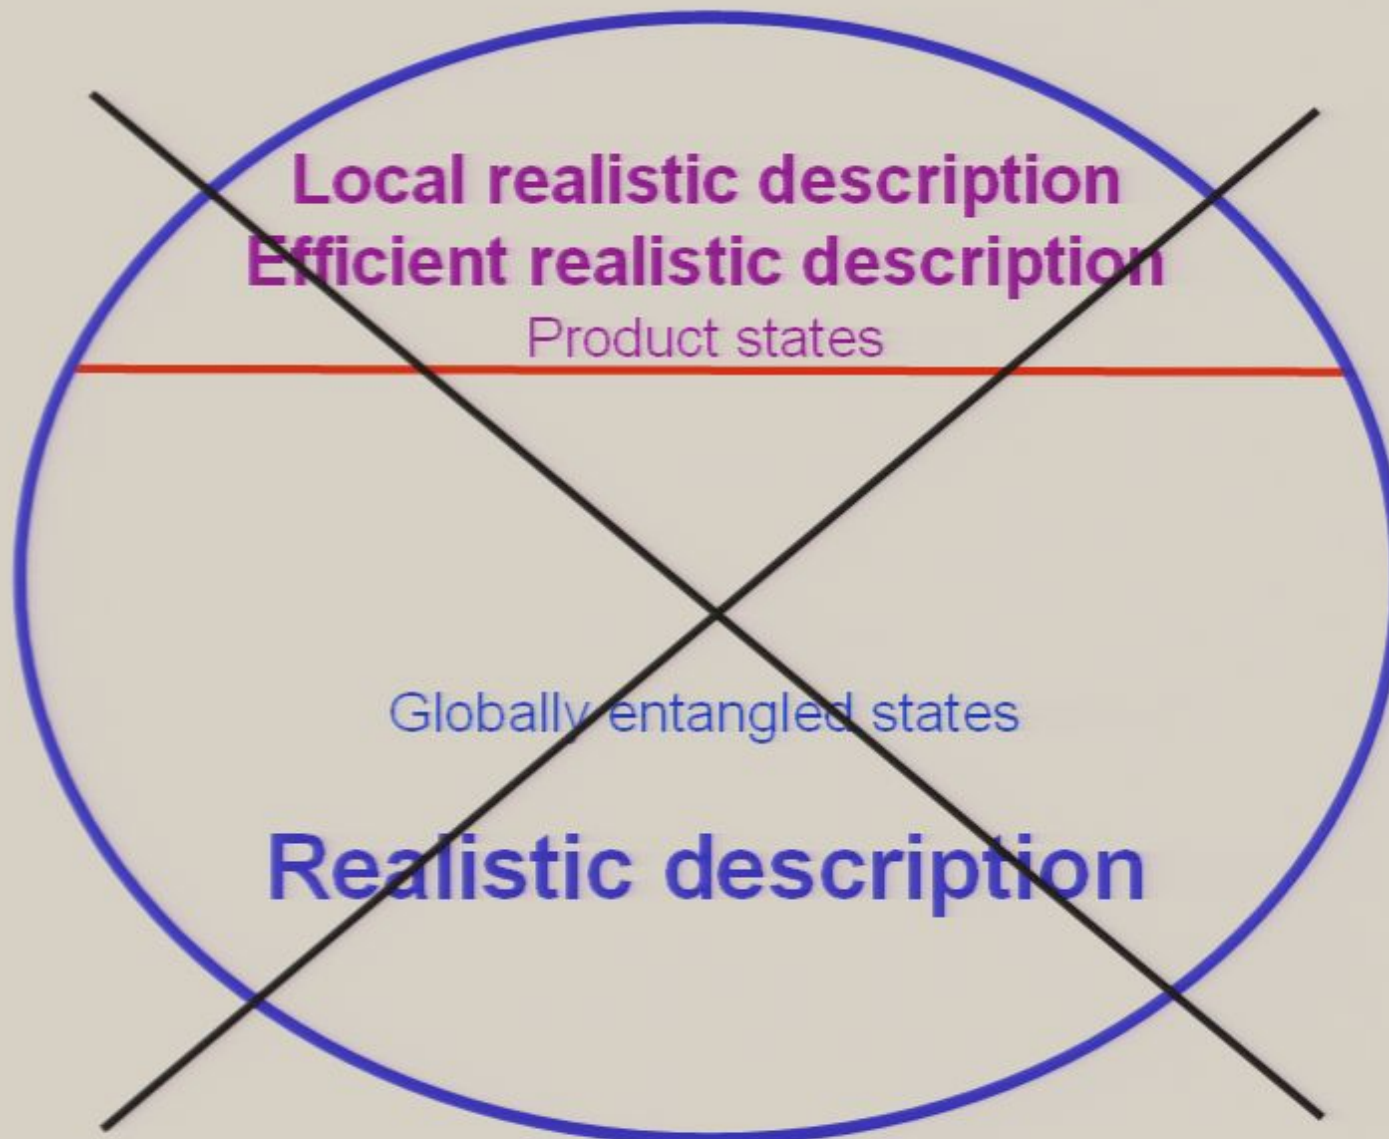 Local realistic description
Efficient realistic description
Product states
Globally entangled states
Realistic description